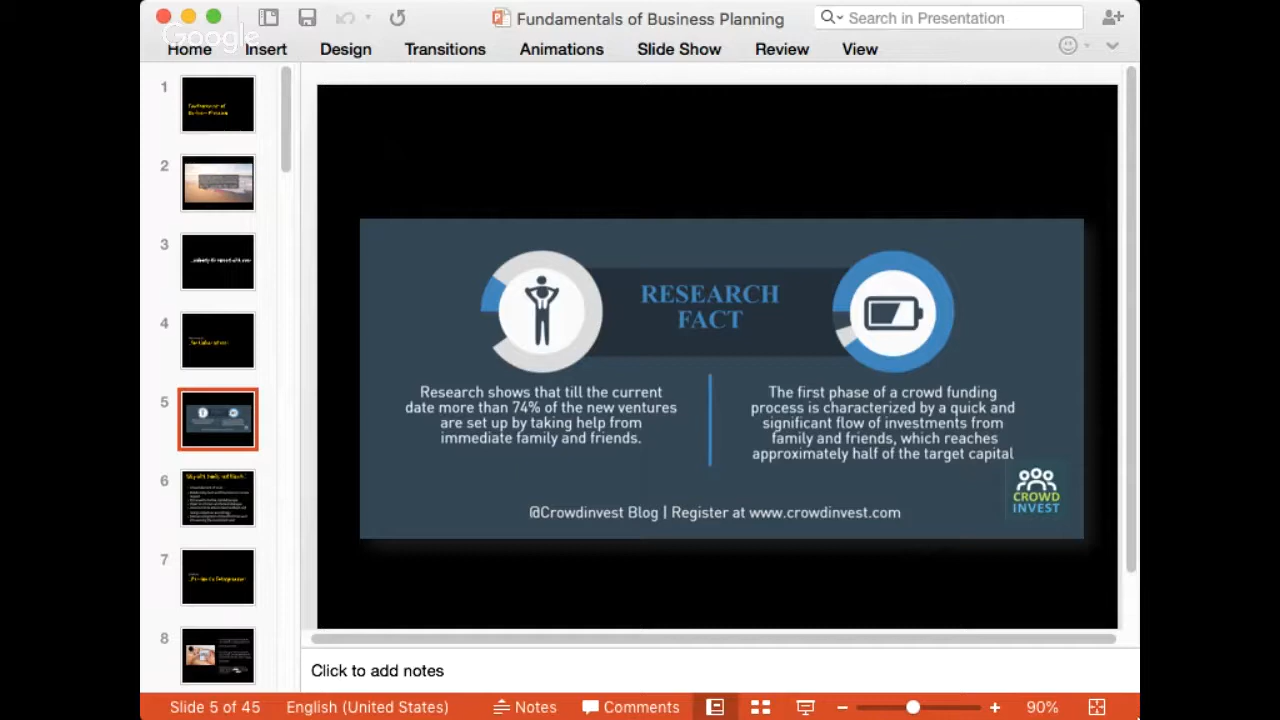 Fundamentals of Business Planning
Search in Presentation
Google
Home Insert Design Transitions Animations Slide Show Review View
1
2
3
4
5
6
7
8
RESEARCH
FACT
Research shows that till the current
date more than 74% of the new ventures
are set up by taking help from
immediate family and friends.
The first phase of a crowd funding
process is characterized by a quick and
significant flow of investments from
family and friends, which reaches
approximately half of the target capital
CROWD
INVEST
@Crowdinvest Blog | Register at www.crowdinvest.com
Click to add notes
Slide 5 of 45 English (United States) Notes Comments 90%